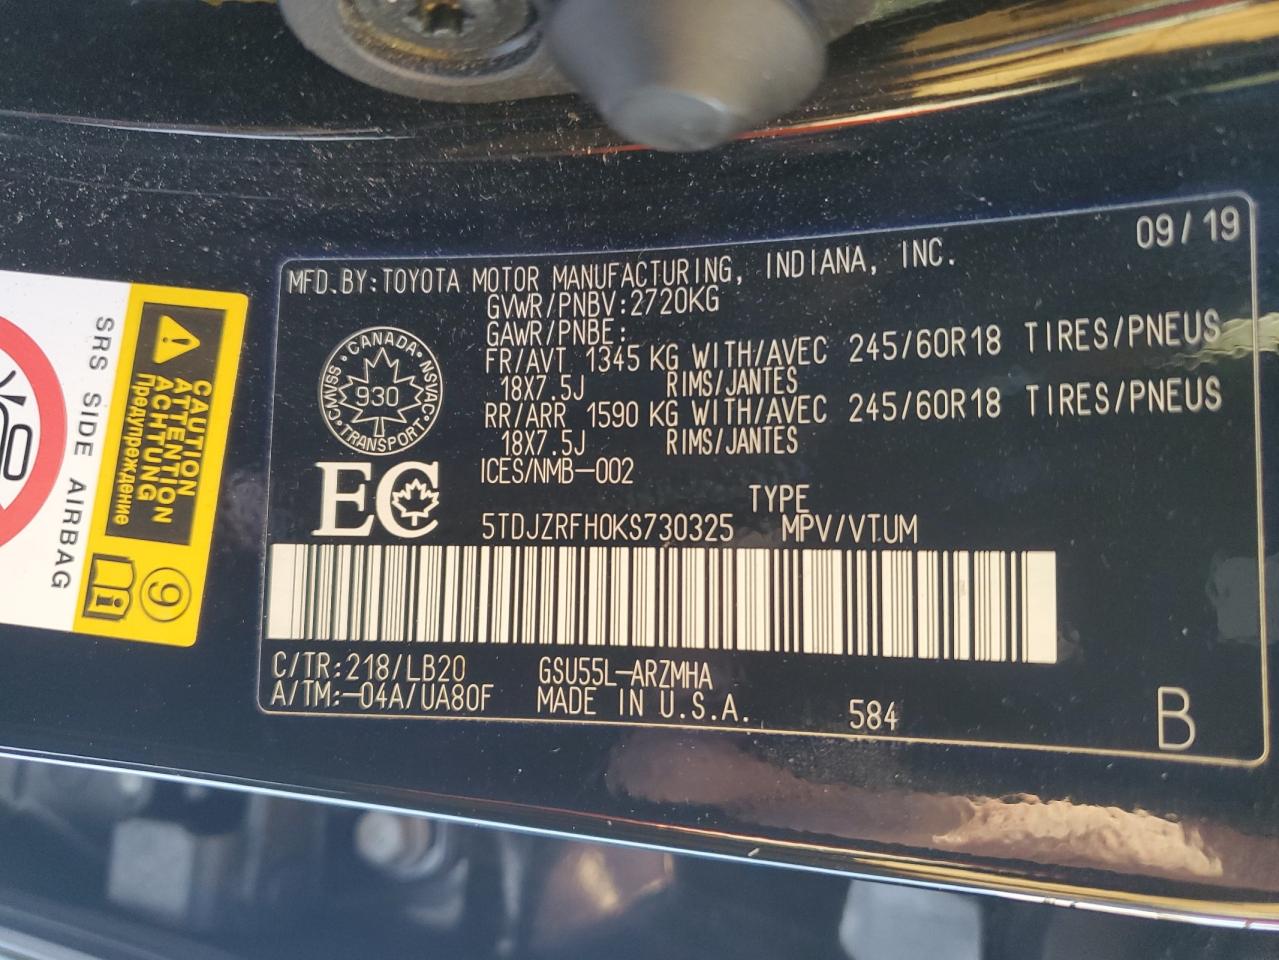 09/19
MFD.BY:TOYOTA MOTOR MANUFACTURING, INDIANA, INC.
GVWR/PNBV:2720KG
GAWR/PNBE:
FR/AVT 1345 KG WITH/AVEC 245/60R18 TIRES/PNEUS
18X7.5J RIMS/JANTES
RR/ARR 1590 KG WITH/AVEC 245/60R18 TIRES/PNEUS
18X7.5J RIMS/JANTES
ICES/NMB-002
CANADA
930
TRANSPORT
CMVSS
NSVAC
EC
TYPE
5TDJZRFH0KS730325 MPV/VTUM
C/TR:218/LB20 GSU55L-ARZMHA
A/TM:-04A/UA80F MADE IN U.S.A. 584
B
CAUTION
ATTENTION
ACHTUNG
Предупреждение
9
SRS SIDE AIRBAG